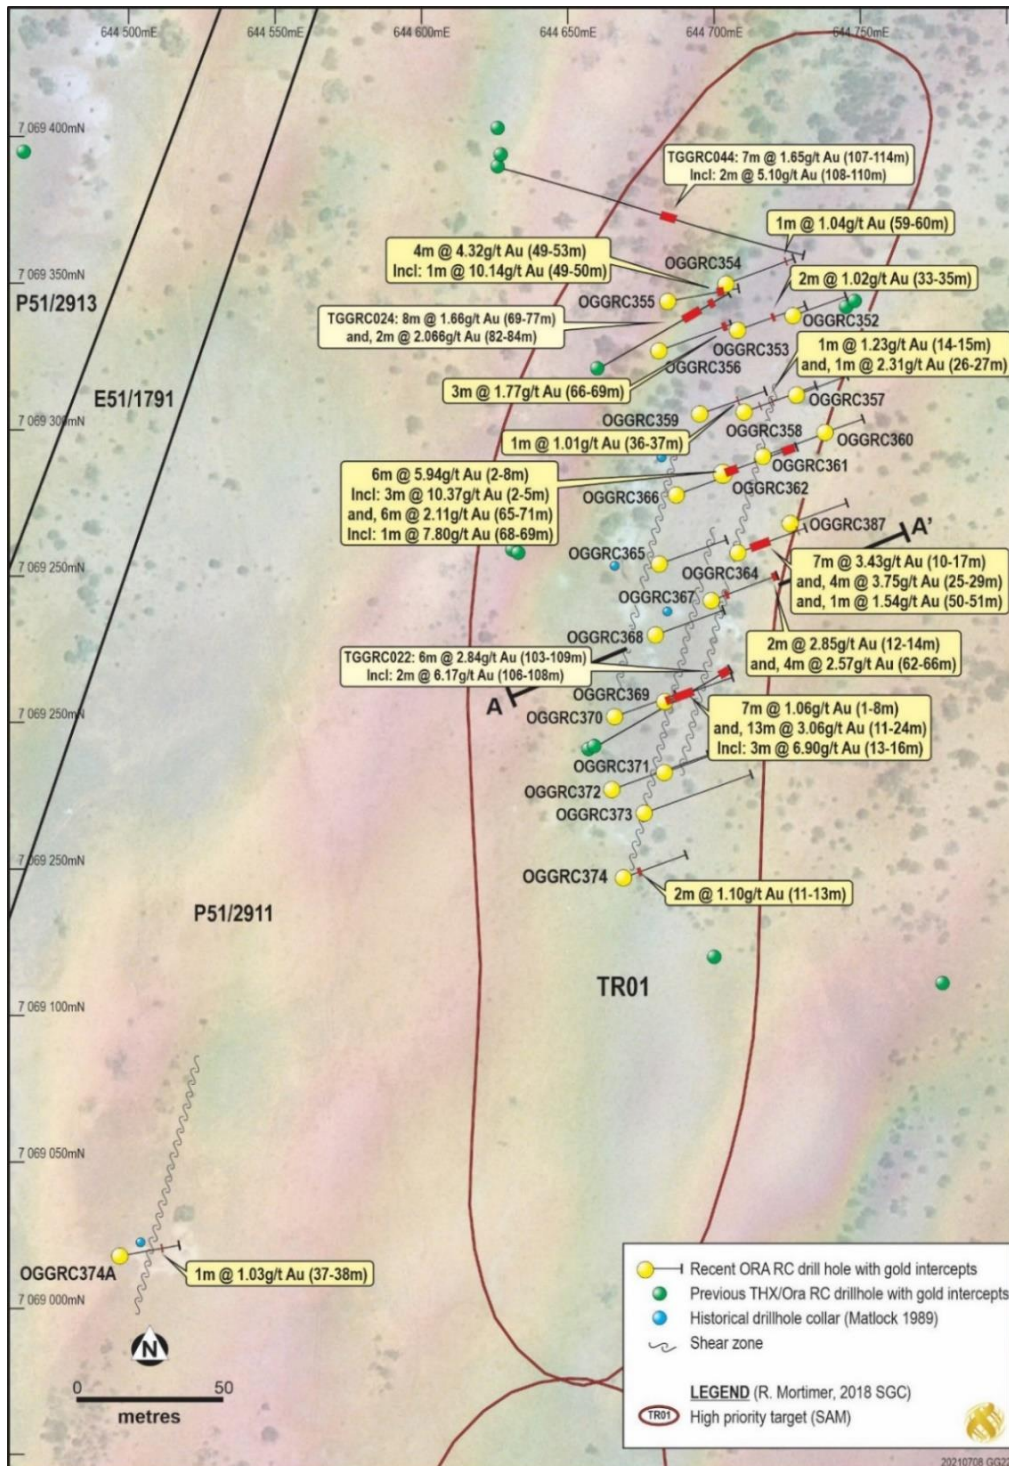 644 500mE
644 550mE
644 600mE
644 650mE
644 700mE
644 750mE
7 069 400mN
TGGRC044: 7m @ 1.65g/t Au (107-114m)
Incl: 2m @ 5.10g/t Au (108-110m)
1m @ 1.04g/t Au (59-60m)
4m @ 4.32g/t Au (49-53m)
Incl: 1m @ 10.14g/t Au (49-50m)
OGGRC354
7 069 350mN
2m @ 1.02g/t Au (33-35m)
P51/2913
OGGRC355
TGGRC024: 8m @ 1.66g/t Au (69-77m)
and, 2m @ 2.066g/t Au (82-84m)
OGGRC352
OGGRC353
1m @ 1.23g/t Au (14-15m)
and, 1m @ 2.31g/t Au (26-27m)
OGGRC356
3m @ 1.77g/t Au (66-69m)
E51/1791
OGGRC357
7 069 300mN
OGGRC359
OGGRC358
1m @ 1.01g/t Au (36-37m)
OGGRC360
OGGRC361
6m @ 5.94g/t Au (2-8m)
Incl: 3m @ 10.37g/t Au (2-5m)
and, 6m @ 2.11g/t Au (65-71m)
Incl: 1m @ 7.80g/t Au (68-69m)
OGGRC362
OGGRC366
OGGRC387
A'
OGGRC365
7 069 250mN
OGGRC364
7m @ 3.43g/t Au (10-17m)
and, 4m @ 3.75g/t Au (25-29m)
and, 1m @ 1.54g/t Au (50-51m)
OGGRC367
OGGRC368
2m @ 2.85g/t Au (12-14m)
and, 4m @ 2.57g/t Au (62-66m)
TGGRC022: 6m @ 2.84g/t Au (103-109m)
Incl: 2m @ 6.17g/t Au (106-108m)
A
OGGRC369
OGGRC370
7 069 250mN
7m @ 1.06g/t Au (1-8m)
and, 13m @ 3.06g/t Au (11-24m)
Incl: 3m @ 6.90g/t Au (13-16m)
OGGRC371
OGGRC372
OGGRC373
7 069 250mN
OGGRC374
2m @ 1.10g/t Au (11-13m)
P51/2911
TR01
7 069 100mN
7 069 050mN
OGGRC374A
1m @ 1.03g/t Au (37-38m)
7 069 000mN
N
0
50
metres
Recent ORA RC drill hole with gold intercepts
Previous THX/Ora RC drillhole with gold intercepts
Historical drillhole collar (Matlock 1989)
Shear zone
LEGEND (R. Mortimer, 2018 SGC)
TR01
High priority target (SAM)
20210708 GG22